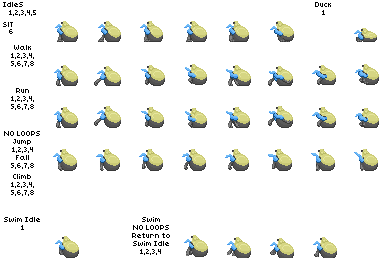 IdleS
1,2,3,4,5
Duck
1
SIT
6
Walk
1,2,3,4,
5,6,7,8
Run
1,2,3,4,
5,6,7,8
NO LOOPS
Jump
1,2,3,4
Fall
5,6,7,8
Climb
1,2,3,4,
5,6,7,8
Swim Idle
1
Swim
NO LOOPS
Return to
Swim Idle
1,2,3,4